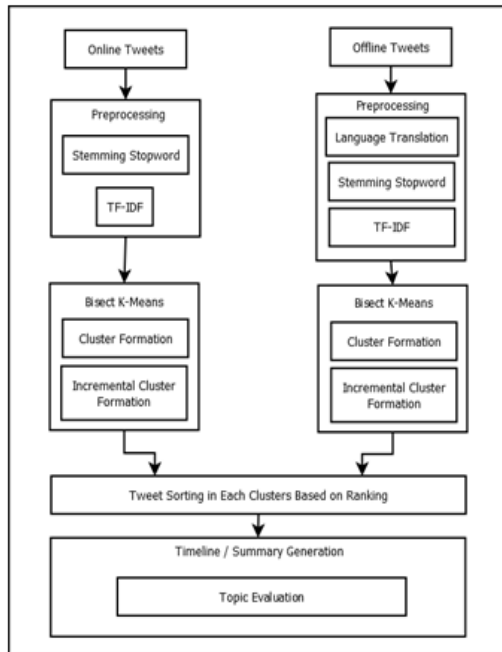 Online Tweets
Preprocessing
Stemming Stopword
TF-IDF
Bisect K-Means
Cluster Formation
Incremental Cluster
Formation
Offline Tweets
Preprocessing
Language Translation
Stemming Stopword
TF-IDF
Bisect K-Means
Cluster Formation
Incremental Cluster
Formation
Tweet Sorting in Each Clusters Based on Ranking
Timeline / Summary Generation
Topic Evaluation